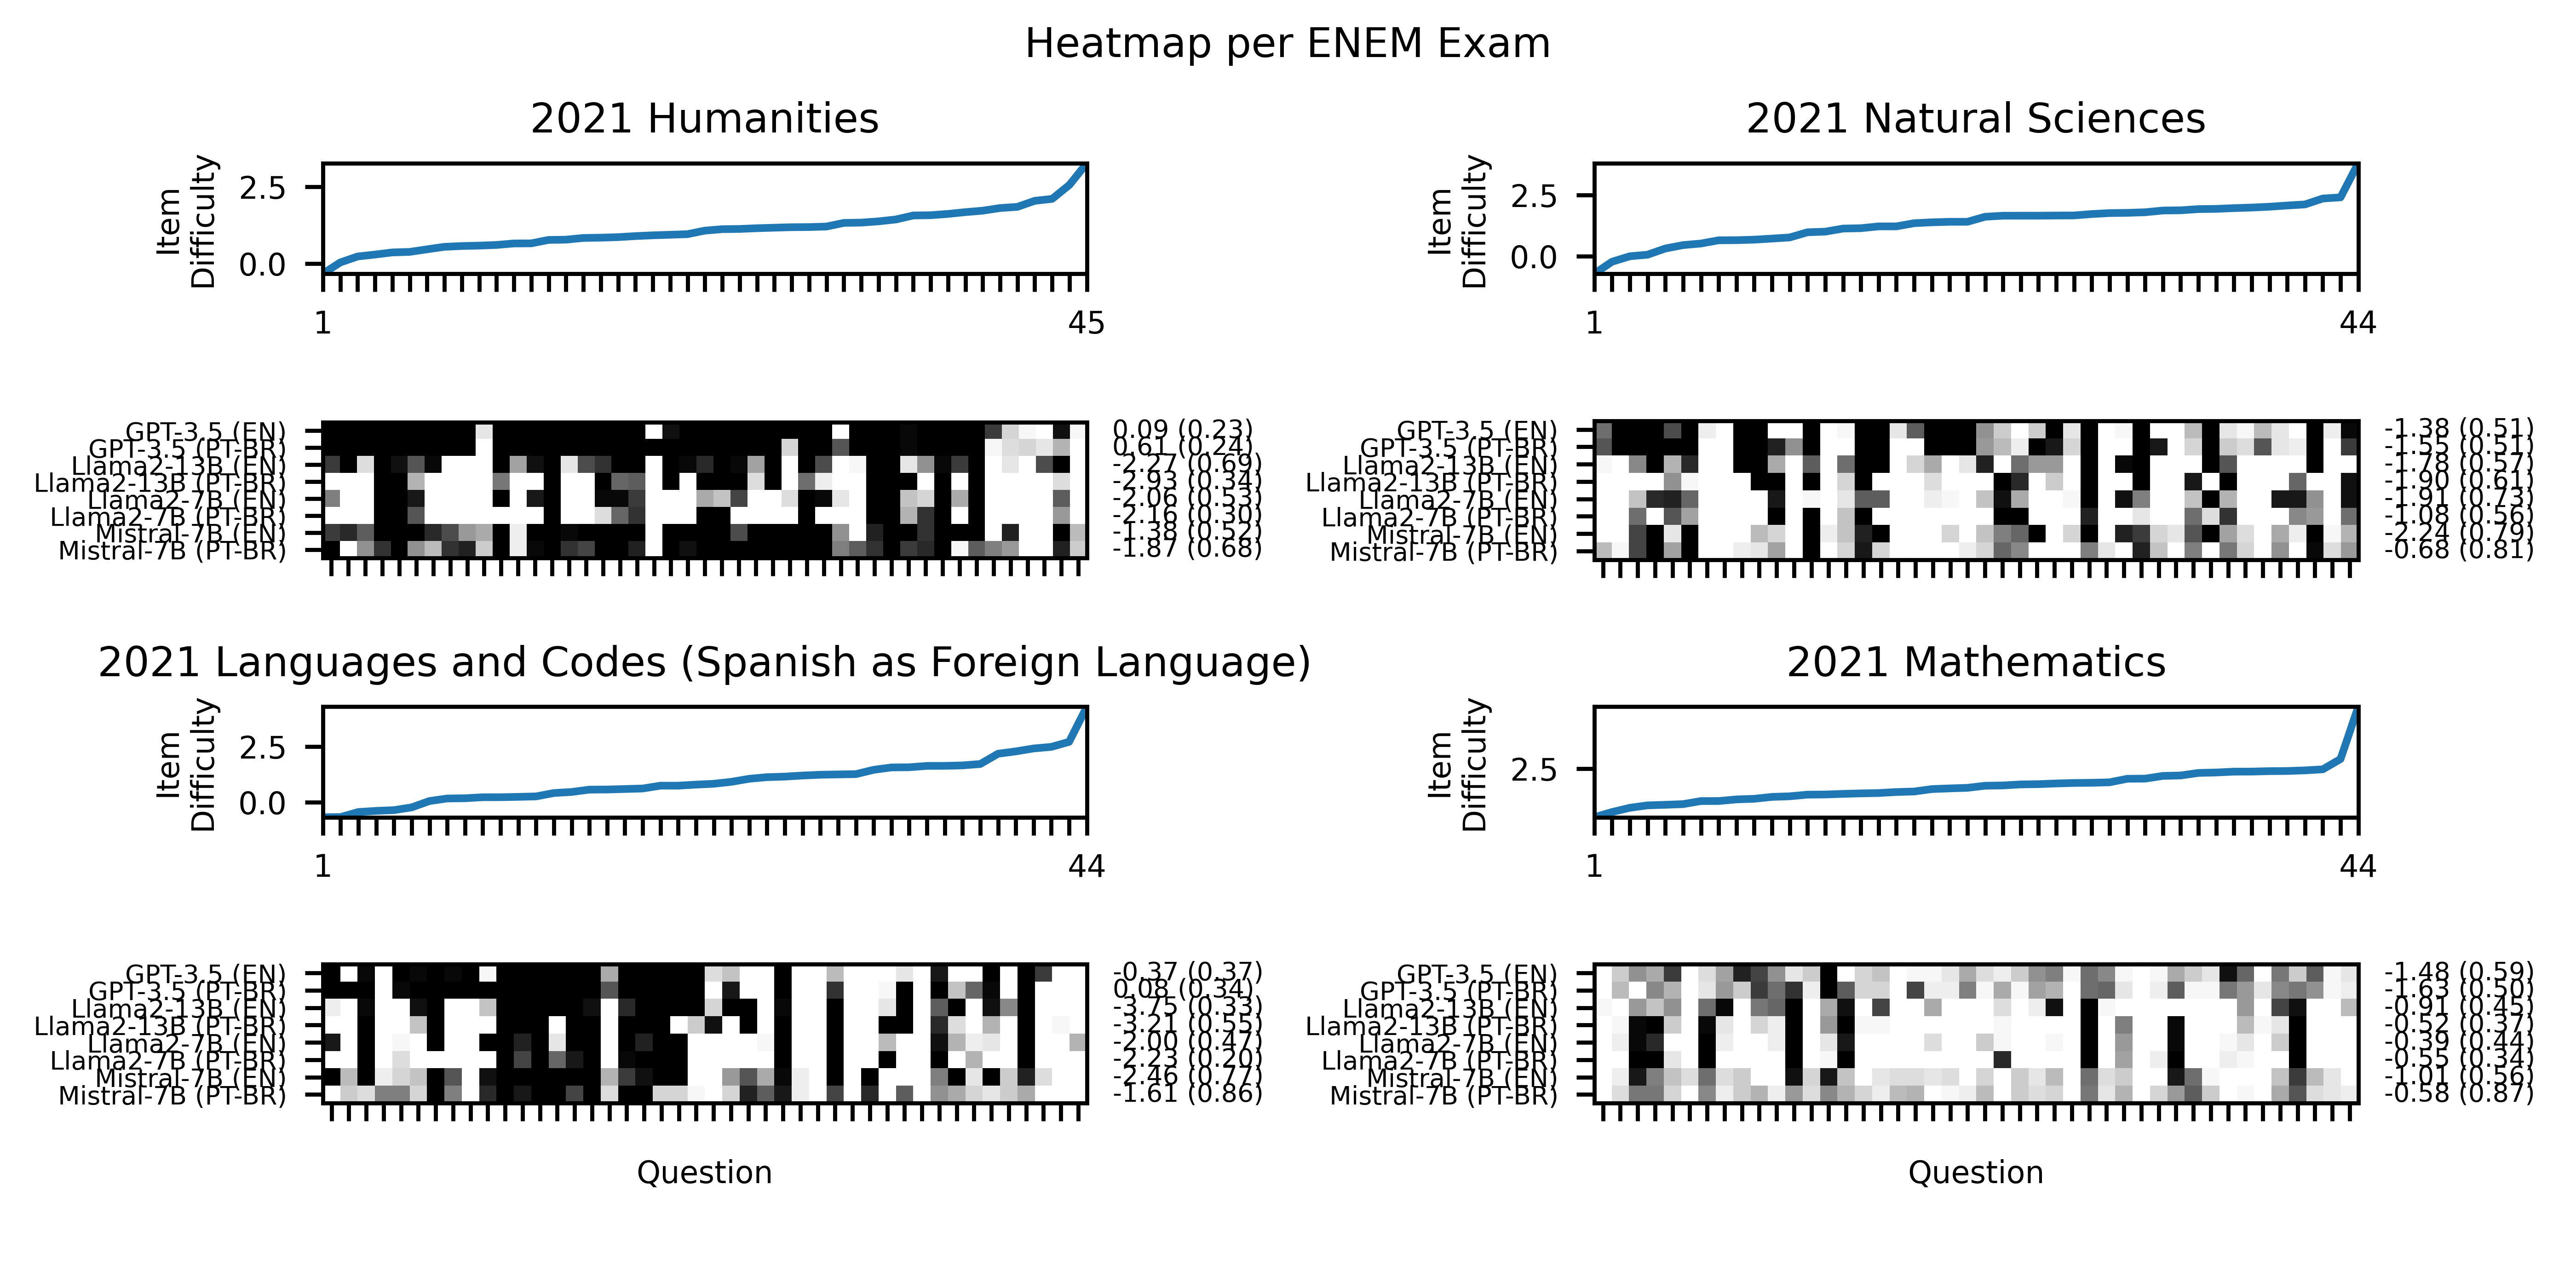 Heatmap per ENEM Exam
2021 Humanities
Item
Difficulty
2.5
0.0
1
45
GPT-3.5 (EN)
GPT-3.5 (PT-BR)
Llama2-13B (EN)
Llama2-13B (PT-BR)
Llama2-7B (EN)
Llama2-7B (PT-BR)
Mistral-7B (EN)
Mistral-7B (PT-BR)
0.09 (0.23)
0.61 (0.24)
-2.27 (0.69)
-2.93 (0.34)
-2.06 (0.53)
-2.16 (0.30)
-1.38 (0.52)
-1.87 (0.68)
2021 Natural Sciences
Item
Difficulty
2.5
0.0
1
44
GPT-3.5 (EN)
GPT-3.5 (PT-BR)
Llama2-13B (EN)
Llama2-13B (PT-BR)
Llama2-7B (EN)
Llama2-7B (PT-BR)
Mistral-7B (EN)
Mistral-7B (PT-BR)
-1.38 (0.51)
-1.55 (0.51)
-1.78 (0.57)
-1.90 (0.61)
-1.91 (0.73)
-1.08 (0.56)
-2.24 (0.79)
-0.68 (0.81)
2021 Languages and Codes (Spanish as Foreign Language)
Item
Difficulty
2.5
0.0
1
44
GPT-3.5 (EN)
GPT-3.5 (PT-BR)
Llama2-13B (EN)
Llama2-13B (PT-BR)
Llama2-7B (EN)
Llama2-7B (PT-BR)
Mistral-7B (EN)
Mistral-7B (PT-BR)
-0.37 (0.37)
0.08 (0.34)
-3.75 (0.33)
-3.21 (0.55)
-2.00 (0.47)
-2.23 (0.20)
-2.46 (0.77)
-1.61 (0.86)
Question
2021 Mathematics
Item
Difficulty
2.5
1
44
GPT-3.5 (EN)
GPT-3.5 (PT-BR)
Llama2-13B (EN)
Llama2-13B (PT-BR)
Llama2-7B (EN)
Llama2-7B (PT-BR)
Mistral-7B (EN)
Mistral-7B (PT-BR)
-1.48 (0.59)
-1.63 (0.50)
-0.91 (0.45)
-0.52 (0.37)
-0.39 (0.44)
-0.55 (0.34)
-1.01 (0.56)
-0.58 (0.87)
Question